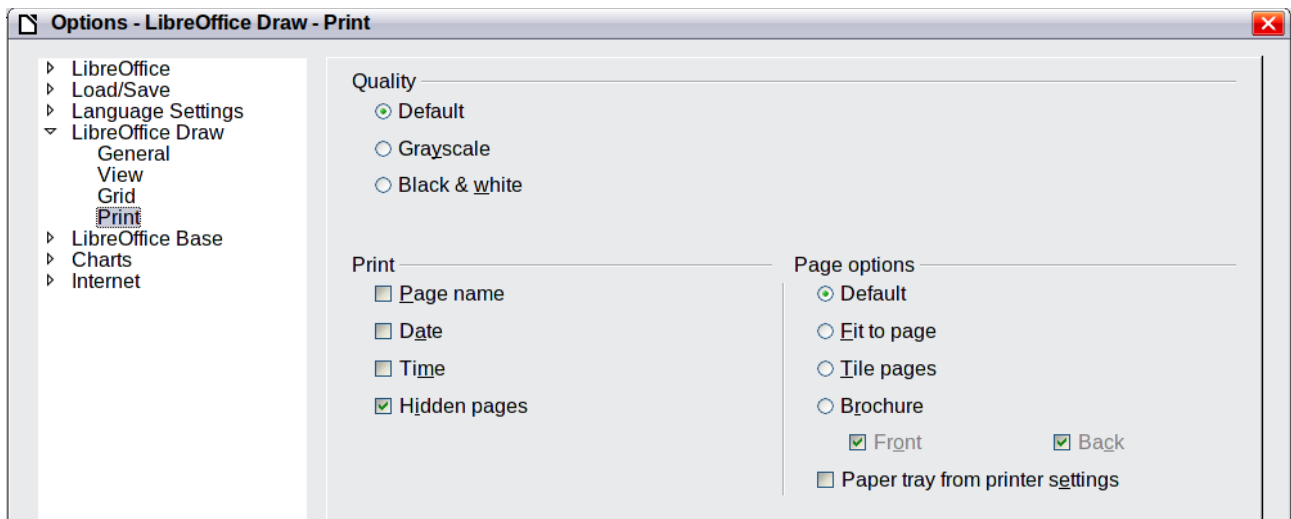 Options - LibreOffice Draw - Print
LibreOffice
Load/Save
Language Settings
LibreOffice Draw
General
View
Grid
Print
LibreOffice Base
Charts
Internet
Quality
Default
Grayscale
Black & white
Print
Page name
Date
Time
Hidden pages
Page options
Default
Fit to page
Tile pages
Brochure
Front Back
Paper tray from printer settings